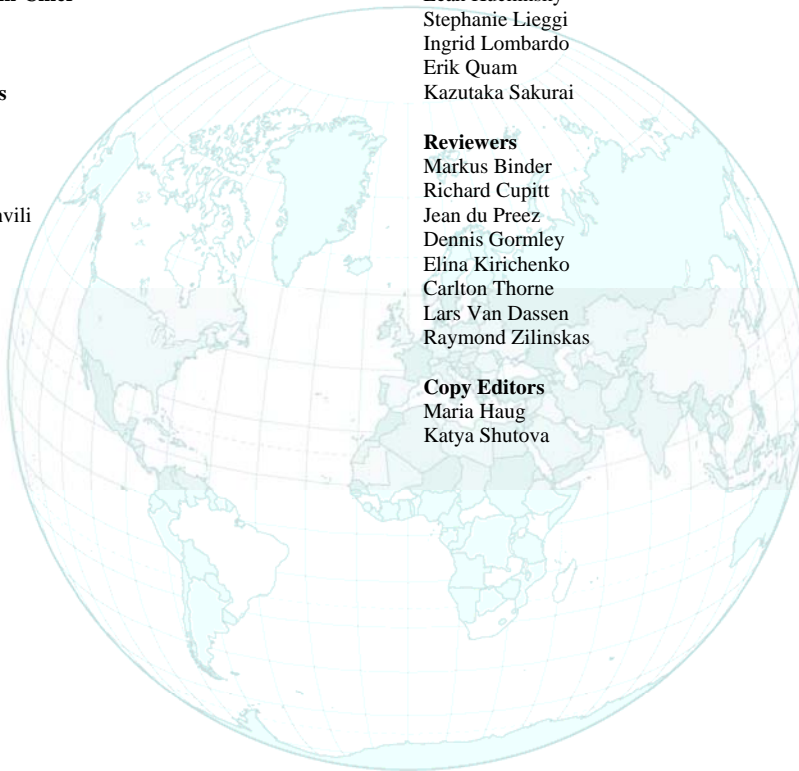 Stephanie Lieggi
Ingrid Lombardo
Erik Quam
Kazutaka Sakurai
Reviewers
Markus Binder
Richard Cupitt
Jean du Preez
Dennis Gormley
Elina Kirichenko
Carlton Thorne
Lars Van Dassen
Raymond Zilinskas
Copy Editors
Maria Haug
Katya Shutova